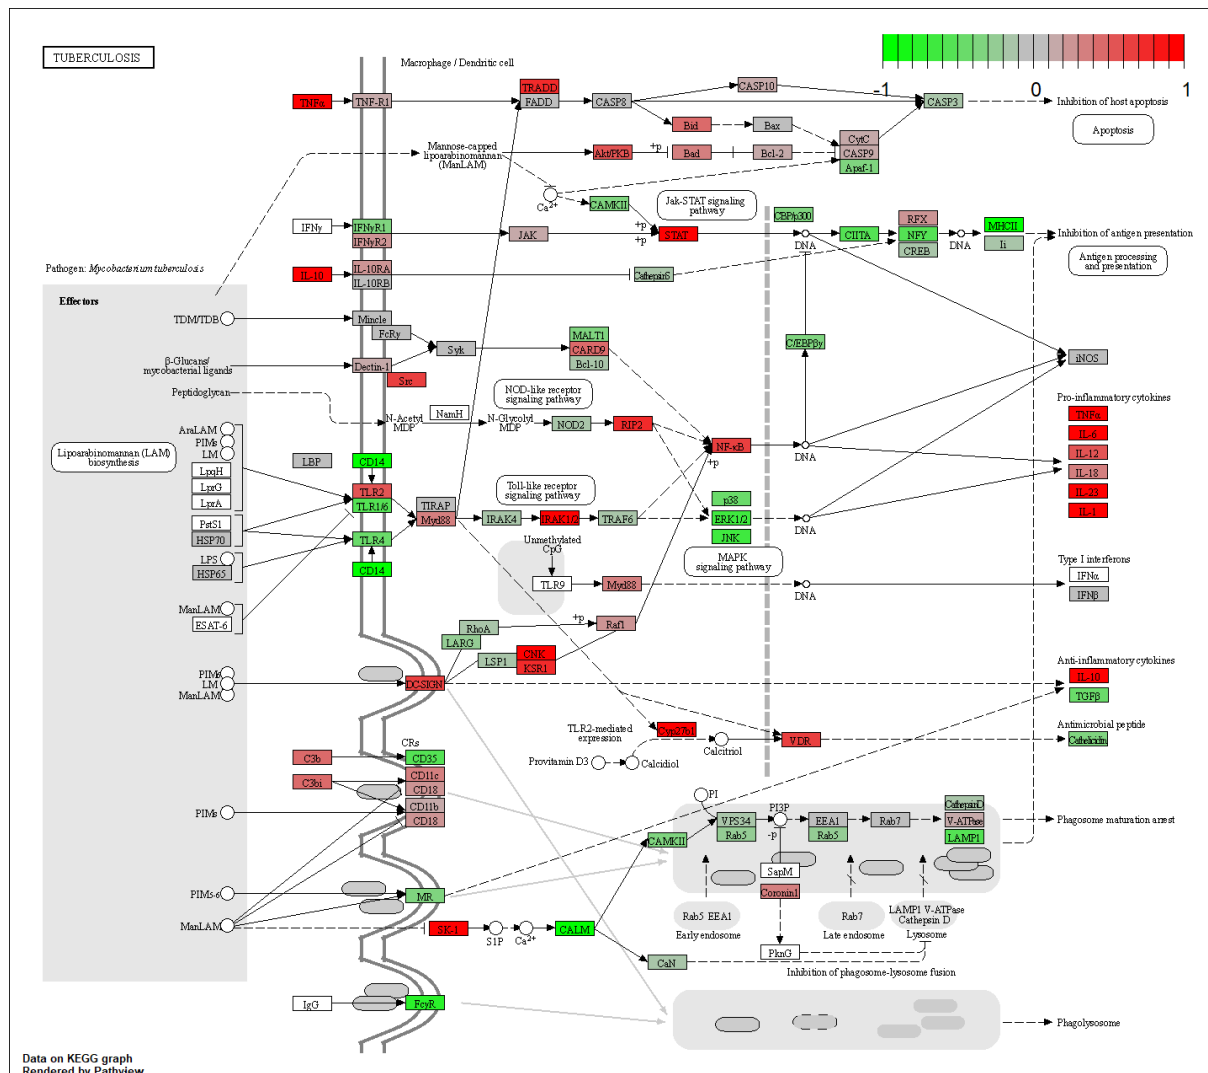 TUBERCULOSIS
-1
0
1
Macrophage / Dendritic cell
TNFα
TNF-R1
TRADD
FADD
CASP8
CASP10
CASP3
Inhibition of host apoptosis
Apoptosis
Bid
Bax
CytC
CASP9
Apaf-1
Mannose-capped
lipoarabinomannan
(ManLAM)
Akt/PKB
+p
Bad
Bcl-2
Ca2+
CAMKII
Jak-STAT signaling
pathway
IFNγ
IFNγR1
IFNγR2
JAK
+p
+p
STAT
CBP/p300
DNA
CIITA
RFX
NFY
CREB
DNA
MHCII
Ii
Inhibition of antigen presentation
Antigen processing
and presentation
Pathogen: Mycobacterium tuberculosis
IL-10
IL-10RA
IL-10RB
CathepsinS
Effectors
TDM/TDB
Mincle
FcRγ
Syk
MALT1
CARD9
Bcl-10
C/EBPβγ
iNOS
β-Glucans/
mycobacterial ligands
Dectin-1
Src
Peptidoglycan
N-Acetyl
MDP
NamH
N-Glycolyl
MDP
NOD-like receptor
signaling pathway
NOD2
RIP2
NF-κB
+p
DNA
Pro-inflammatory cytokines
TNFα
IL-6
IL-12
IL-18
IL-23
IL-1
Lipoarabinomannan (LAM)
biosynthesis
AraLAM
PIMs
LM
LpqH
LprG
LprA
PstS1
HSP70
LPS
HSP65
ManLAM
ESAT-6
LBP
CD14
TLR2
TLR1/6
TLR4
CD14
TIRAP
Myd88
IRAK4
IRAK1/2
TRAF6
Toll-like receptor
signaling pathway
p38
ERK1/2
JNK
DNA
MAPK
signaling pathway
Unmethylated
CpG
TLR9
Myd88
DNA
Type I interferons
IFNα
IFNβ
RhoA
LARG
+p
Raf1
LSP1
CNK
KSR1
PIMs
LM
ManLAM
DC-SIGN
Anti-inflammatory cytokines
IL-10
TGFβ
TLR2-mediated
expression
Cyp27b1
Provitamin D3
Calcidiol
Calcitriol
VDR
Antimicrobial peptide
Cathelicidin
CRs
C3b
CD35
C3bi
CD11c
CD18
CD11b
CD18
PIMs
PI
VPS34
Rab5
PI3P
-p
EEA1
Rab5
Rab7
CathepsinD
V-ATPase
LAMP1
Phagosome maturation arrest
CAMKII
SapM
Coronin1
PIMs-6
MR
ManLAM
SK-1
S1P
Ca2+
CALM
CaN
Rab5 EEA1
Early endosome
Rab7
Late endosome
LAMP1 V-ATPase
Cathepsin D
Lysosome
PknG
Inhibition of phagosome-lysosome fusion
IgG
FcγR
Phagolysosome
Data on KEGG graph
Rendered by Pathview